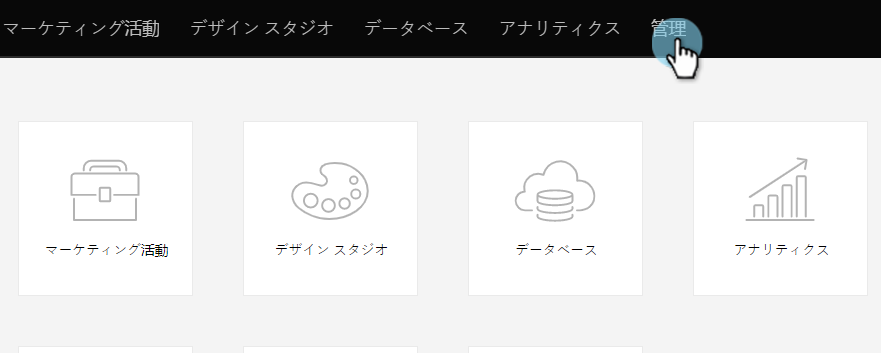 マーケティング活動 デザイン スタジオ データベース アナリティクス 管理
マーケティング活動 デザイン スタジオ データベース アナリティクス